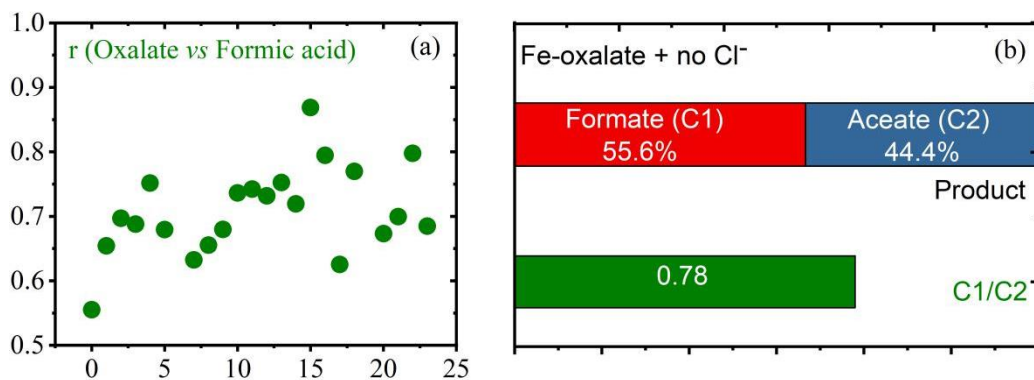 1.0
0.9
0.8
0.7
0.6
0.5
r (Oxalate vs Formic acid)
(a)
0
5
10
15
20
25
Fe-oxalate + no Cl⁻
(b)
Formate (C1)
55.6%
Aceate (C2)
44.4%
Product
0.78
C1/C2